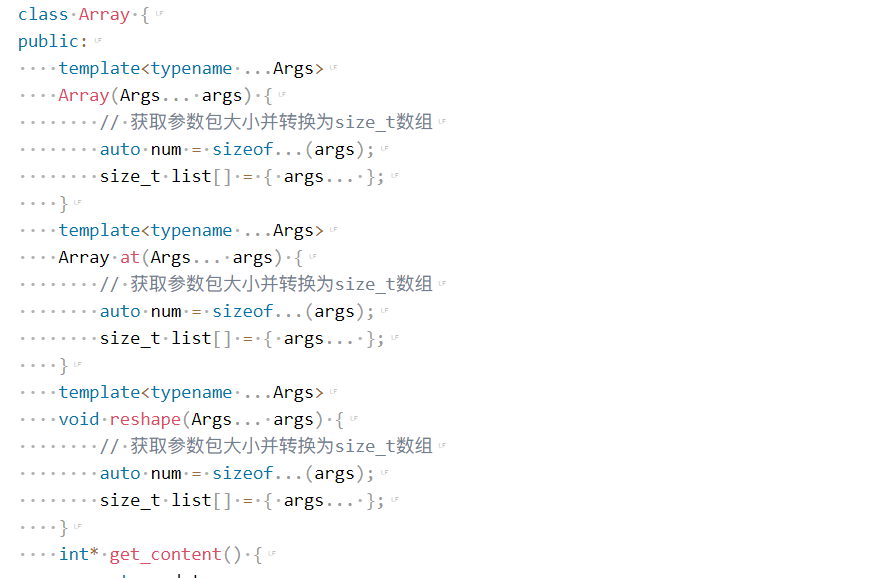 class Array {
public:
    template<typename ...Args>
    Array(Args... args) {
        // 获取参数包大小并转换为size_t数组
        auto num = sizeof...(args);
        size_t list[] = { args... };
    }
    template<typename ...Args>
    Array at(Args... args) {
        // 获取参数包大小并转换为size_t数组
        auto num = sizeof...(args);
        size_t list[] = { args... };
    }
    template<typename ...Args>
    void reshape(Args... args) {
        // 获取参数包大小并转换为size_t数组
        auto num = sizeof...(args);
        size_t list[] = { args... };
    }
    int* get_content() {